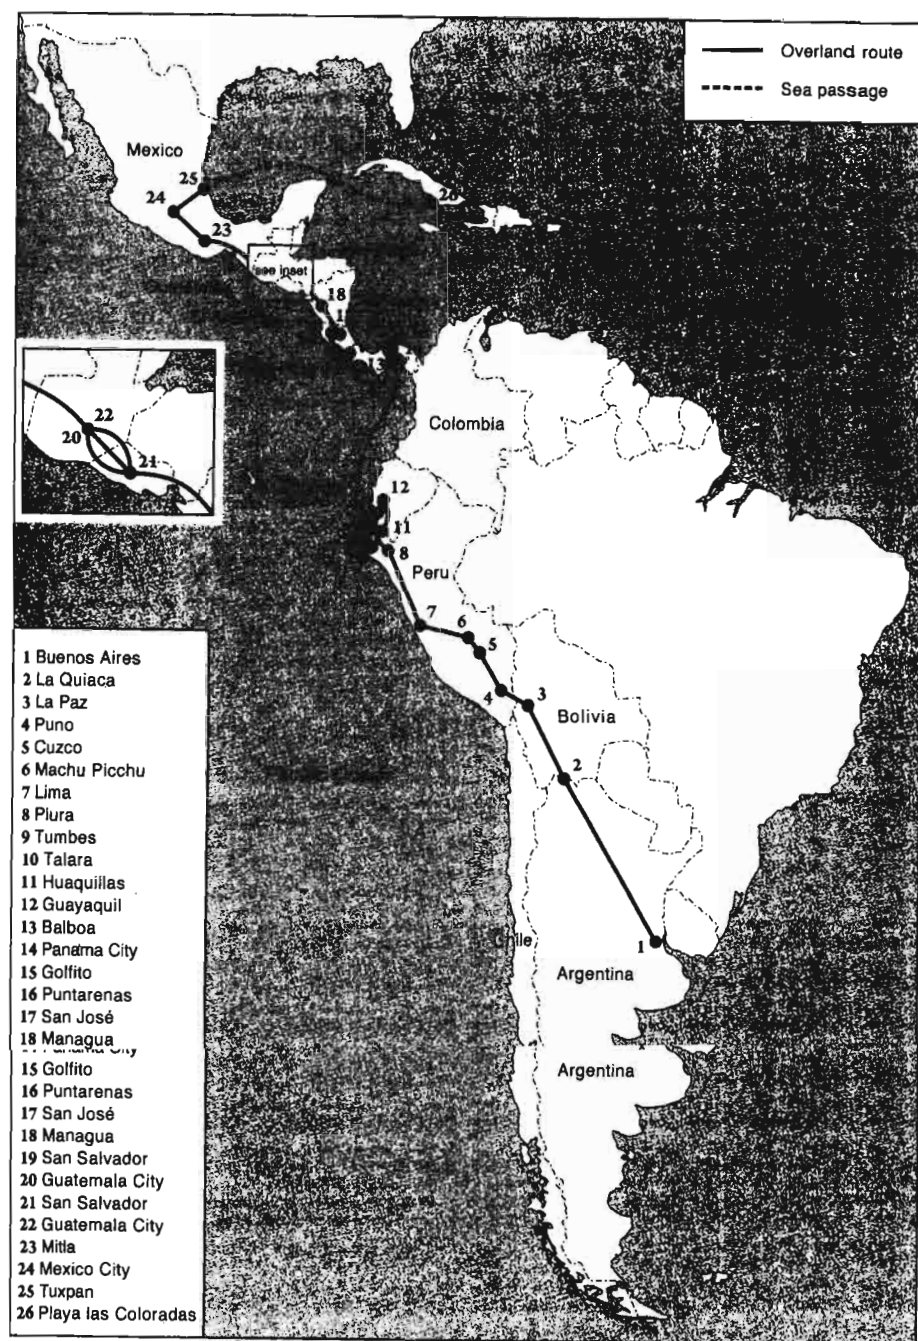 Overland route
Sea passage
Mexico
25
26
24
23
see inset
18
1
13
22
20
21
Colombia
12
11
8
Peru
7
6
5
4
3
Bolivia
2
Chile
1
Argentina
Argentina
1 Buenos Aires
2 La Quiaca
3 La Paz
4 Puno
5 Cuzco
6 Machu Picchu
7 Lima
8 Piura
9 Tumbes
10 Talara
11 Huaquillas
12 Guayaquil
13 Balboa
14 Panama City
15 Golfito
16 Puntarenas
17 San José
18 Managua
15 Golfito
16 Puntarenas
17 San José
18 Managua
19 San Salvador
20 Guatemala City
21 San Salvador
22 Guatemala City
23 Mitla
24 Mexico City
25 Tuxpan
26 Playa las Coloradas